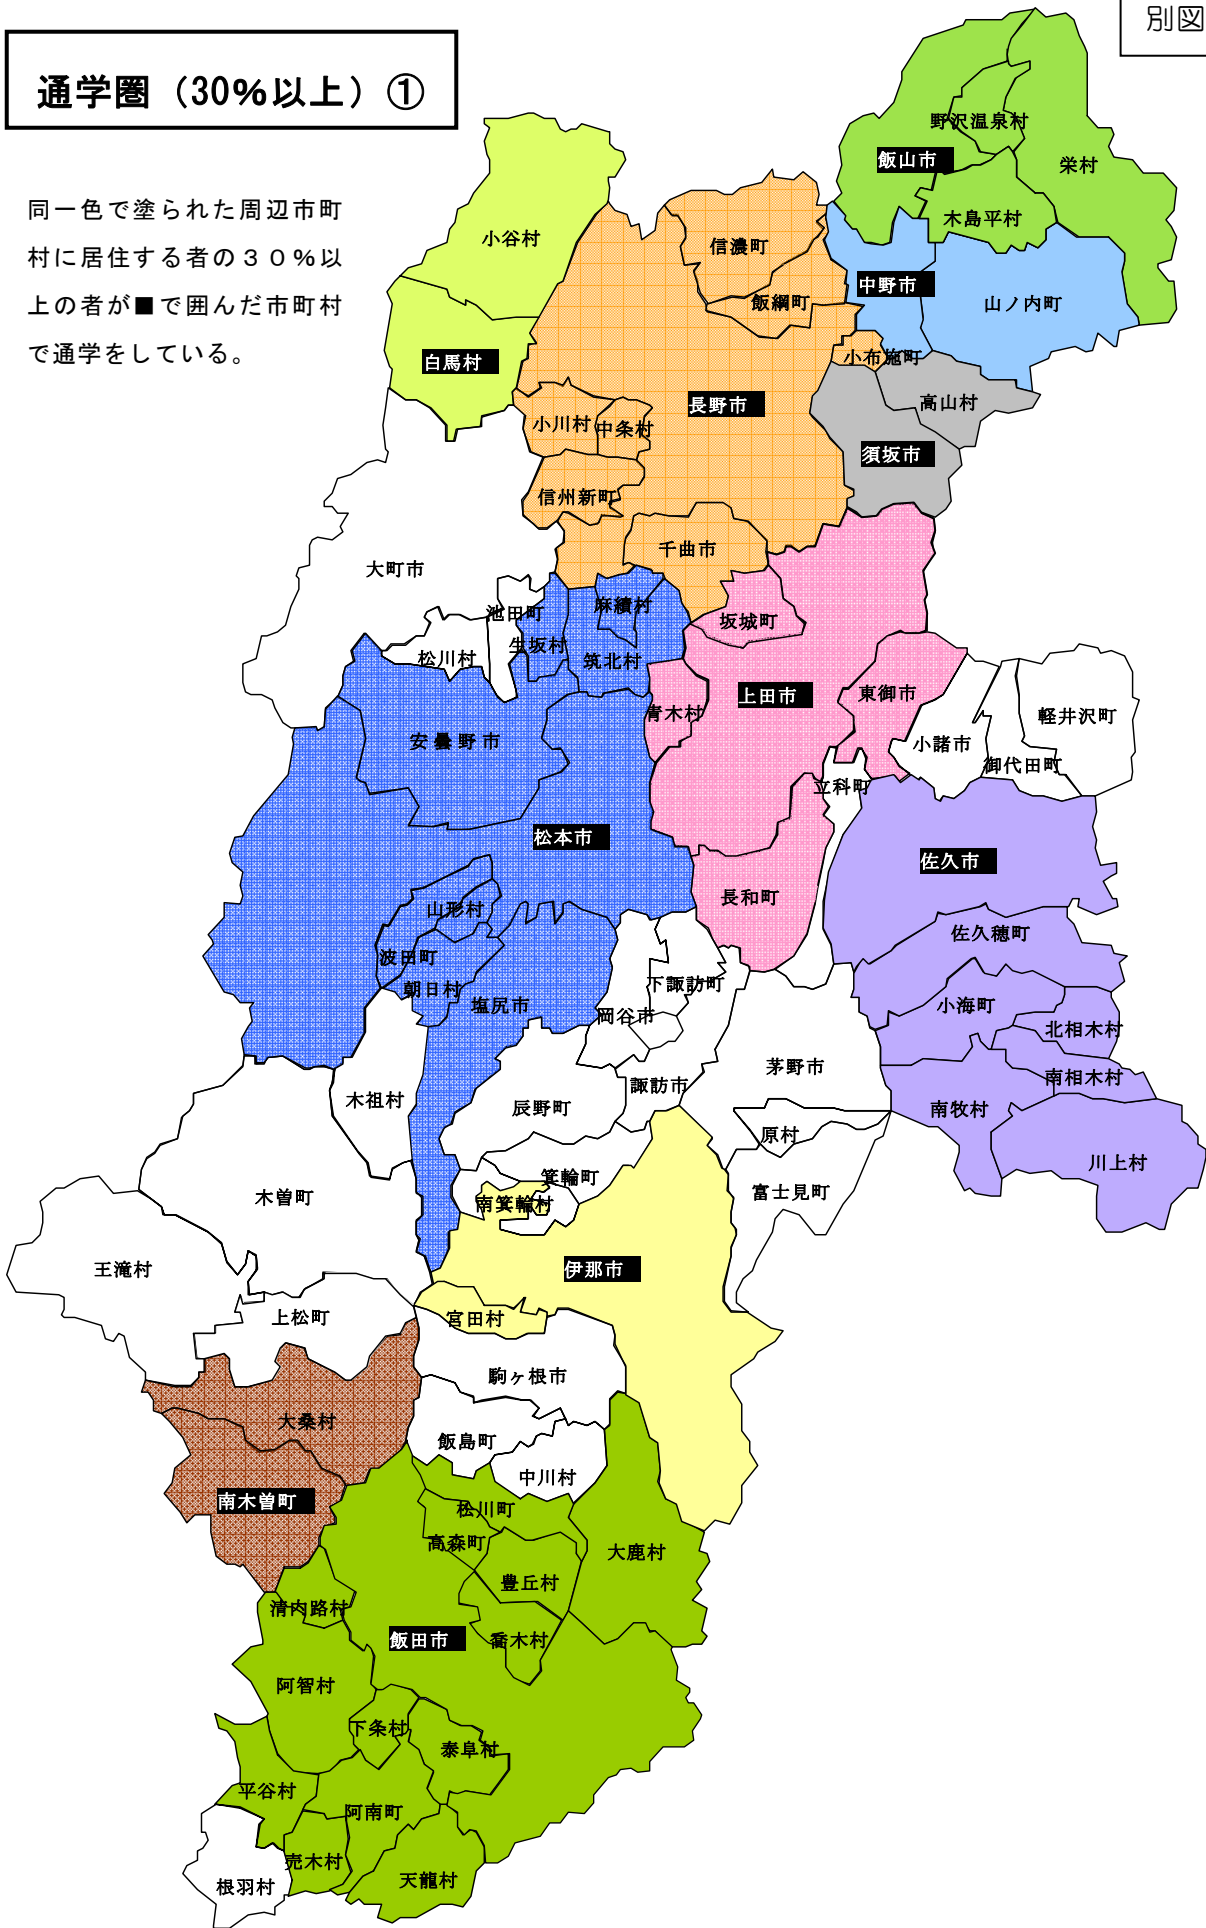 別図
通学圏（30%以上）①
同一色で塗られた周辺市町
村に居住する者の３０％以
上の者が■で囲んだ市町村
で通学をしている。
野沢温泉村
飯山市
栄村
木島平村
小谷村
信濃町
中野市
飯綱町
山ノ内町
小布施町
白馬村
長野市
高山村
小川村
中条村
須坂市
信州新町
千曲市
大町市
池田町
麻績村
坂城町
生坂村
松川村
筑北村
上田市
東御市
青木村
軽井沢町
安曇野市
小諸市
御代田町
立科町
松本市
佐久市
長和町
山形村
佐久穂町
波田町
下諏訪町
朝日村
塩尻市
小海町
岡谷市
北相木村
茅野市
南相木村
諏訪市
木祖村
辰野町
南牧村
原村
川上村
箕輪町
木曽町
南箕輪村
富士見町
王滝村
伊那市
上松町
宮田村
駒ヶ根市
大桑村
飯島町
中川村
南木曽町
松川町
高森町
大鹿村
豊丘村
清内路村
飯田市
喬木村
阿智村
下条村
泰阜村
平谷村
阿南町
売木村
天龍村
根羽村